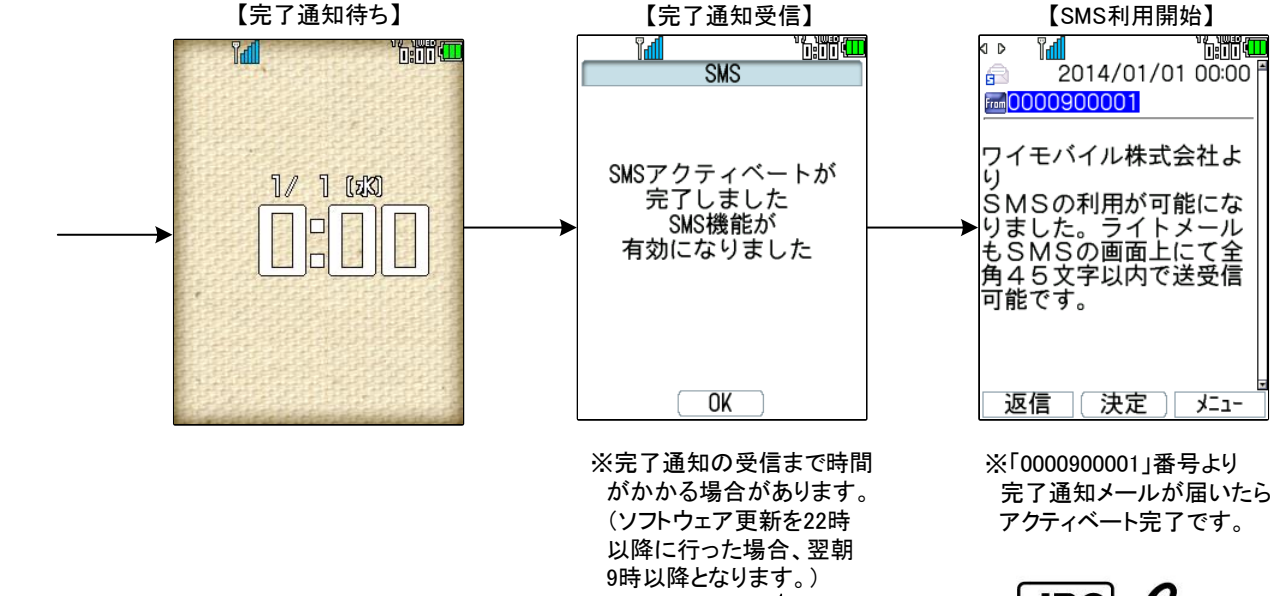 【完了通知待ち】
1/ 1 (水)
0:00
【完了通知受信】
SMS
SMSアクティベートが
完了しました
SMS機能が
有効になりました
OK
※完了通知の受信まで時間
がかかる場合があります。
(ソフトウェア更新を22時
以降に行った場合、翌朝
9時以降となります。)
【SMS利用開始】
2014/01/01 00:00
From 0000900001
ワイモバイル株式会社よ
り
SMSの利用が可能にな
りました。ライトメール
もSMSの画面上にて全
角45文字以内で送受信
可能です。
返信 決定 メニュー
※「0000900001」番号より
完了通知メールが届いたら
アクティベート完了です。